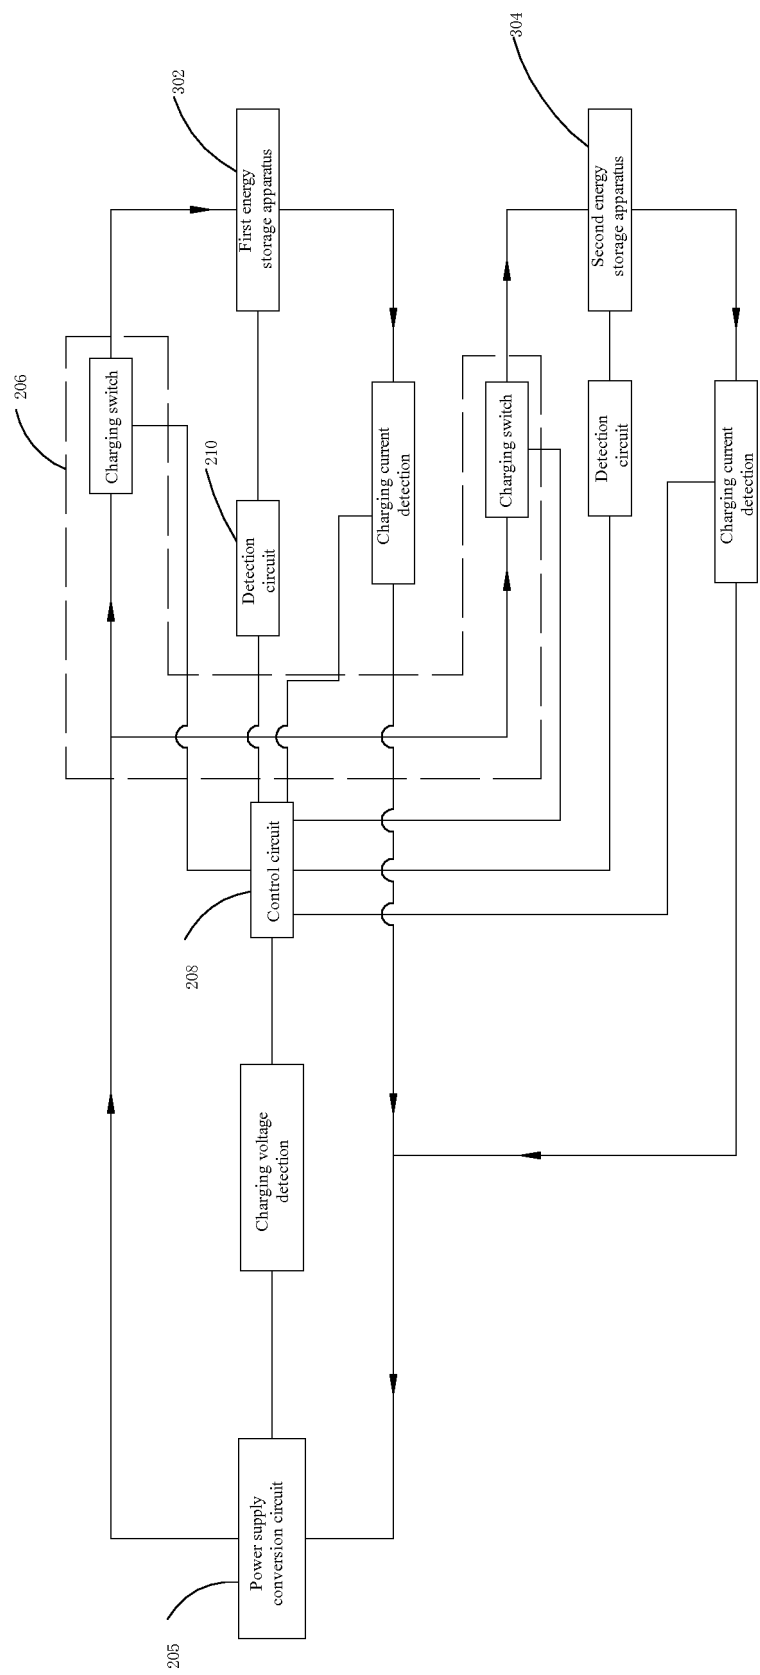 304
302
First energy
storage apparatus
Second energy
storage apparatus
206
Charging switch
210
Detection
circuit
Charging current
detection
Charging switch
Detection
circuit
Charging current
detection
Control circuit
208
Charging voltage
detection
Power supply
conversion circuit
205